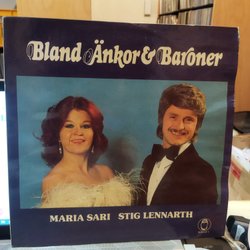 Bland Änkor & Baroner
MARIA SARI STIG LENNARTH